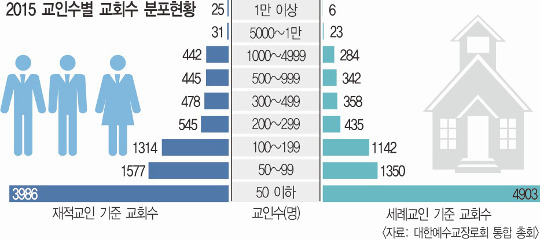 2015 교인수별 교회수 분포현황
25 1만 이상 6
31 5000~1만 23
442 1000~4999 284
445 500~999 342
478 300~499 358
545 200~299 435
1314 100~199 1142
1577 50~99 1350
3986 50 이하 4903
재적교인 기준 교회수 교인수(명) 세례교인 기준 교회수
〈자료: 대한예수교장로회 통합 총회〉